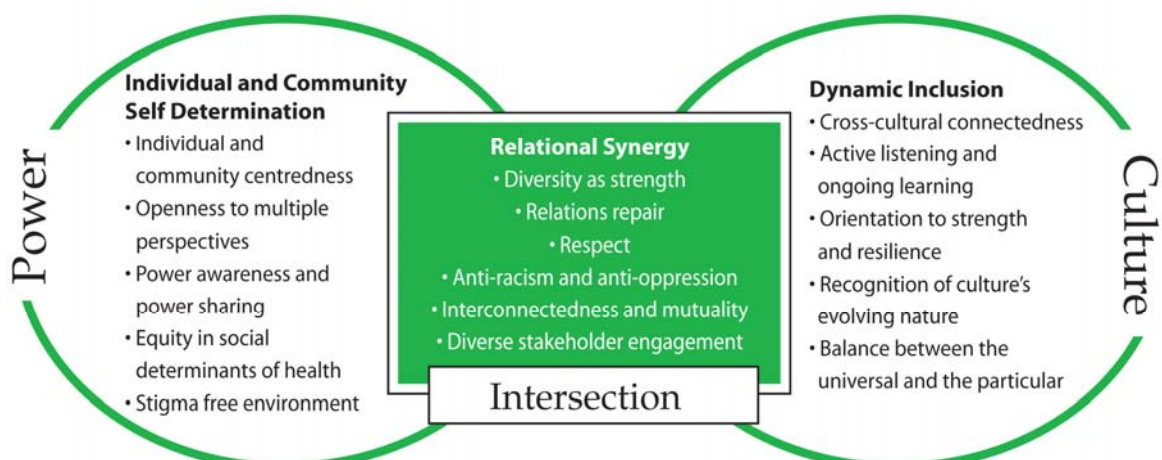 Power
Individual and Community
Self Determination
• Individual and
community centredness
• Openness to multiple
perspectives
• Power awareness and
power sharing
• Equity in social
determinants of health
• Stigma free environment
Relational Synergy
• Diversity as strength
• Relations repair
• Respect
• Anti-racism and anti-oppression
• Interconnectedness and mutuality
• Diverse stakeholder engagement
Intersection
Dynamic Inclusion
• Cross-cultural connectedness
• Active listening and
ongoing learning
• Orientation to strength
and resilience
• Recognition of culture’s
evolving nature
• Balance between the
universal and the particular
Culture